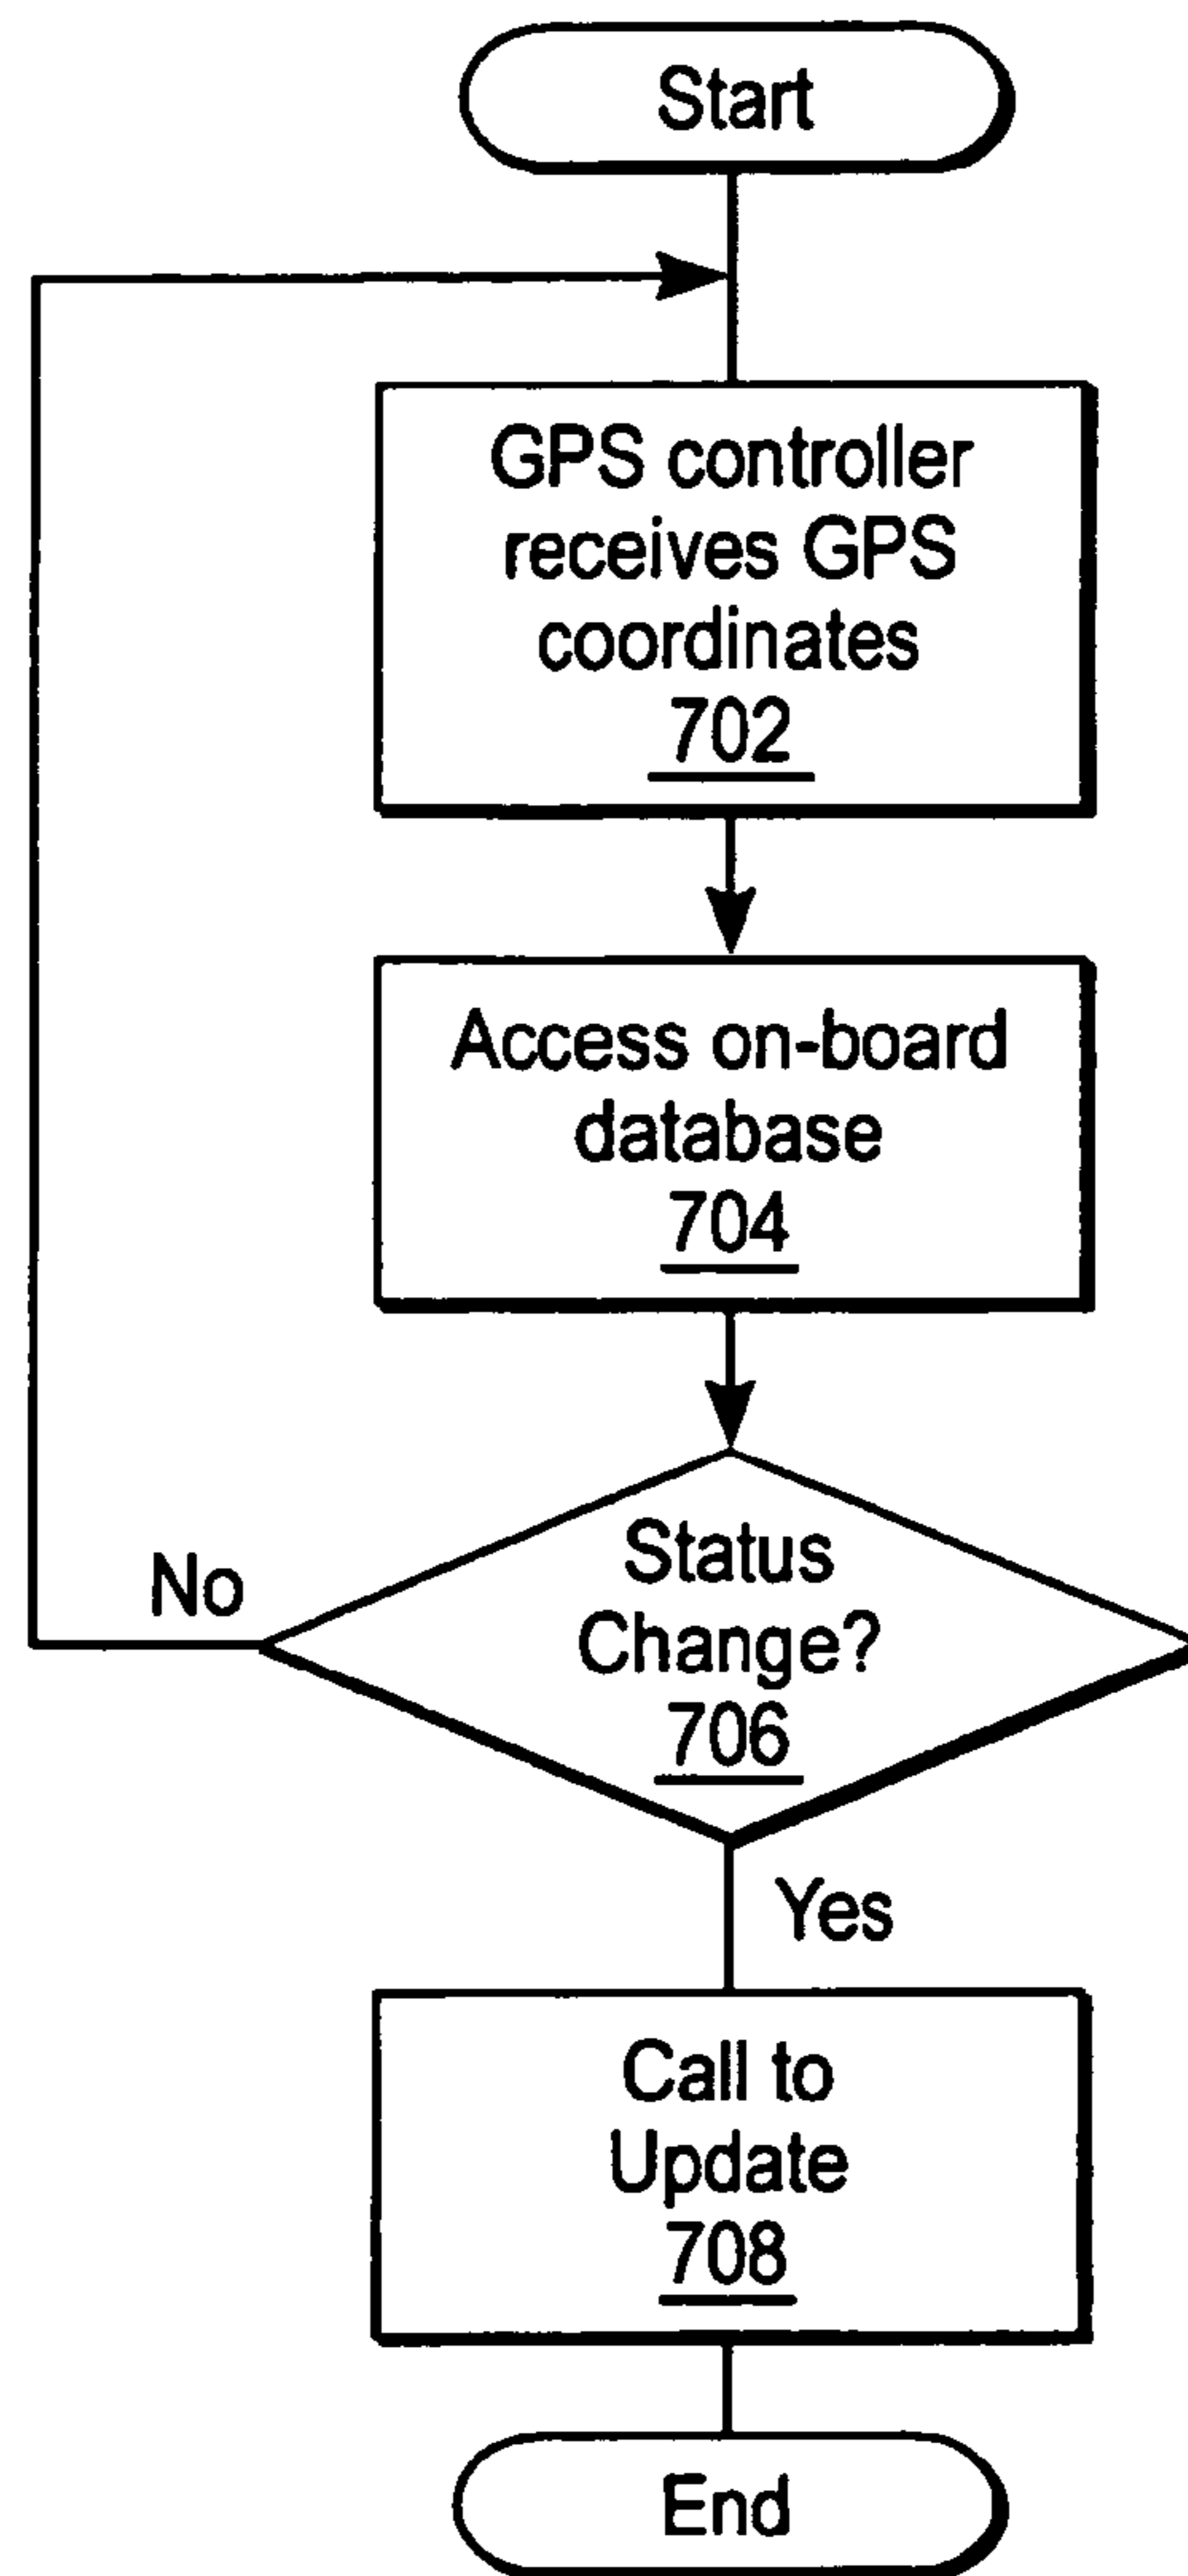 Start
GPS controller
receives GPS
coordinates
702
Access on-board
database
704
Status
Change?
706
No
Yes
Call to
Update
708
End